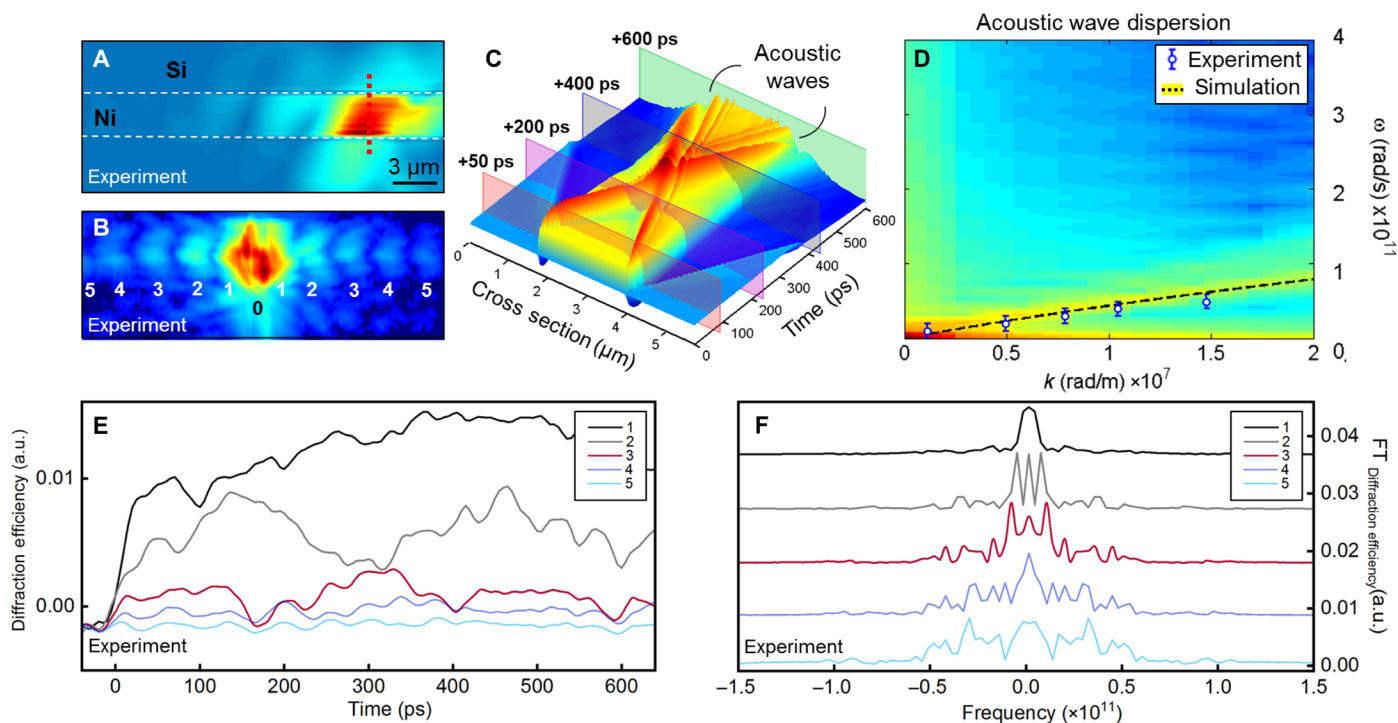 A
Si
Ni
Experiment
3 µm
B
5 4 3 2 1 0 1 2 3 4 5
Experiment
C
+600 ps
+400 ps
+200 ps
+50 ps
Acoustic
waves
0 1 2 3 4 5
Cross section (µm)
0 100 200 300 400 500 600
Time (ps)
Acoustic wave dispersion
D
Experiment
Simulation
4
3
2
1
0
ω (rad/s) ×10¹¹
0 0.5 1 1.5 2
k (rad/m) ×10⁷
E
1
2
3
4
5
0.01
0.00
Diffraction efficiency (a.u.)
Experiment
0 100 200 300 400 500 600
Time (ps)
F
1
2
3
4
5
0.04
0.03
0.02
0.01
0.00
FT Diffraction efficiency (a.u.)
Experiment
−1.5 −1.0 −0.5 0.0 0.5 1.0 1.5
Frequency (×10¹¹)